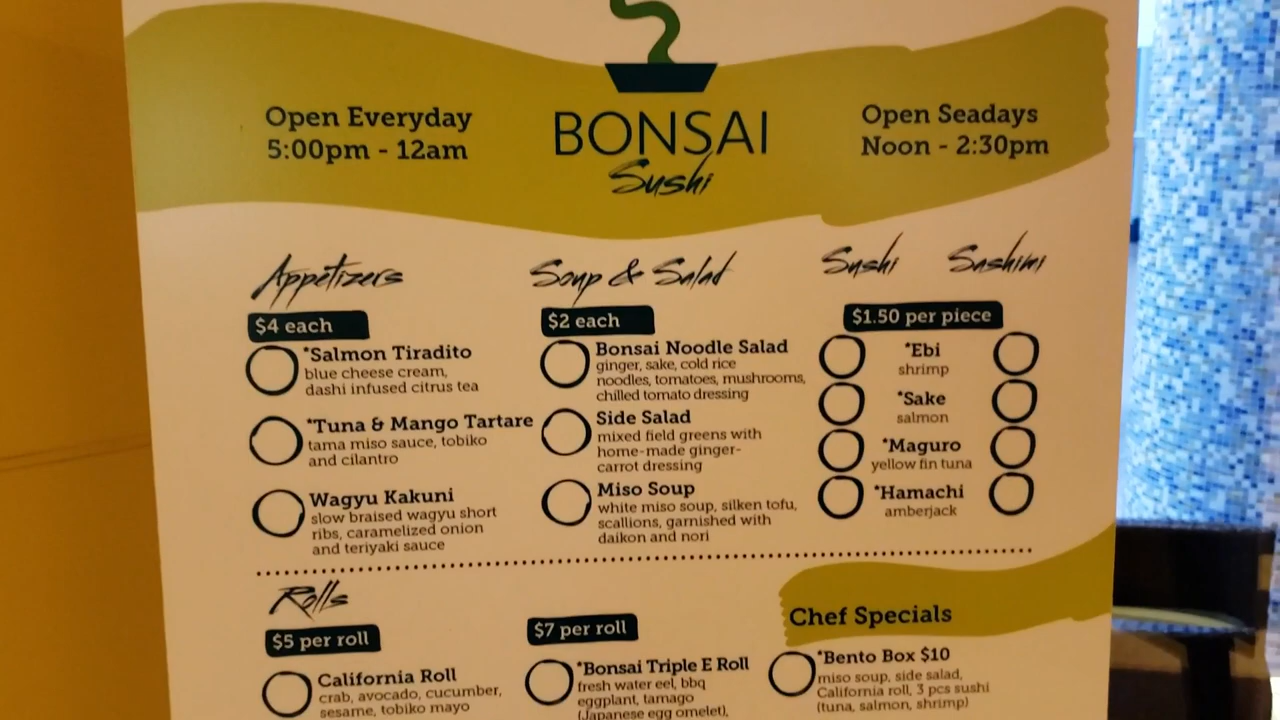 Open Everyday
5:00pm - 12am
BONSAI
Sushi
Open Seadays
Noon - 2:30pm
Appetizers
$4 each
*Salmon Tiradito
blue cheese cream,
dashi infused citrus tea
*Tuna & Mango Tartare
tama miso sauce, tobiko
and cilantro
Wagyu Kakuni
slow braised wagyu short
ribs, caramelized onion
and teriyaki sauce
Soup & Salad
$2 each
Bonsai Noodle Salad
ginger, sake, cold rice
noodles, tomatoes, mushrooms,
chilled tomato dressing
Side Salad
mixed field greens with
home-made ginger-
carrot dressing
Miso Soup
white miso soup, silken tofu,
scallions, garnished with
daikon and nori
Sushi Sashimi
$1.50 per piece
*Ebi
shrimp
*Sake
salmon
*Maguro
yellow fin tuna
*Hamachi
amberjack
Rolls
$5 per roll
California Roll
crab, avocado, cucumber,
sesame, tobiko mayo
$7 per roll
*Bonsai Triple E Roll
fresh water eel, bbq
eggplant, tamago
(Japanese egg omelet),
Chef Specials
*Bento Box $10
miso soup, side salad,
California roll, 3 pcs sushi
(tuna, salmon, shrimp)